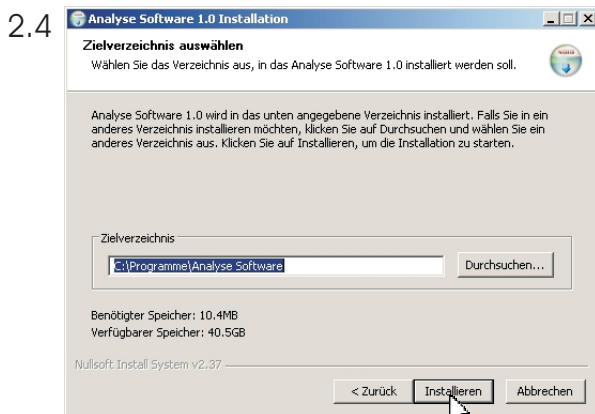 2.4
Analyse Software 1.0 Installation
Zielverzeichnis auswählen
Wählen Sie das Verzeichnis aus, in das Analyse Software 1.0 installiert werden soll.
Analyse Software 1.0 wird in das unten angegebene Verzeichnis installiert. Falls Sie in ein
anderes Verzeichnis installieren möchten, klicken Sie auf Durchsuchen und wählen Sie ein
anderes Verzeichnis aus. Klicken Sie auf Installieren, um die Installation zu starten.
Zielverzeichnis
C:\Programme\Analyse Software
Durchsuchen...
Benötigter Speicher: 10.4MB
Verfügbarer Speicher: 40.5GB
Nullsoft Install System v2.37
< Zurück
Installieren
Abbrechen